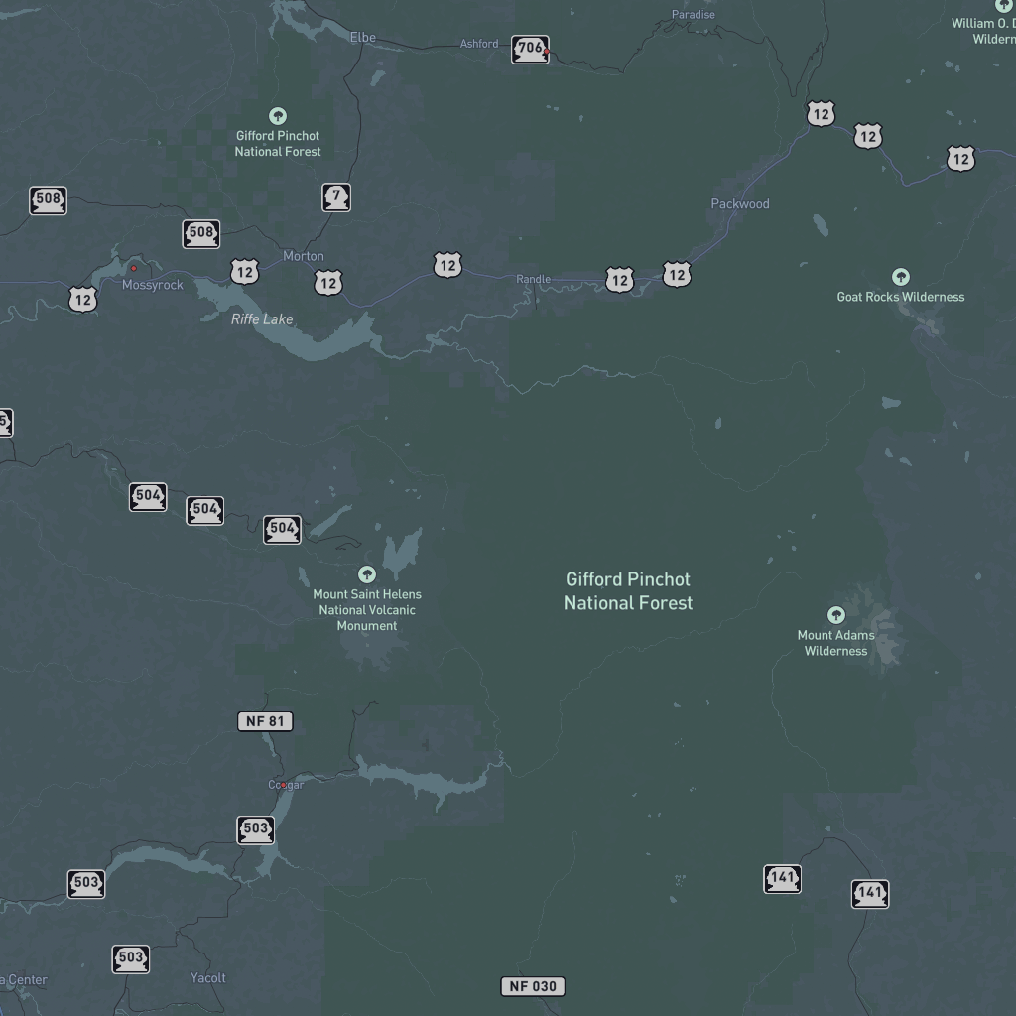 Paradise
William O. D
Wildern
Elbe
Ashford
706
12
12
12
Gifford Pinchot
National Forest
508
7
508
Packwood
Morton
12
12
12
Randle
12
12
Mossyrock
12
Goat Rocks Wilderness
Riffe Lake
5
504
504
504
Gifford Pinchot
National Forest
Mount Saint Helens
National Volcanic
Monument
Mount Adams
Wilderness
NF 81
Cougar
503
503
141
141
503
a Center
Yacolt
NF 030